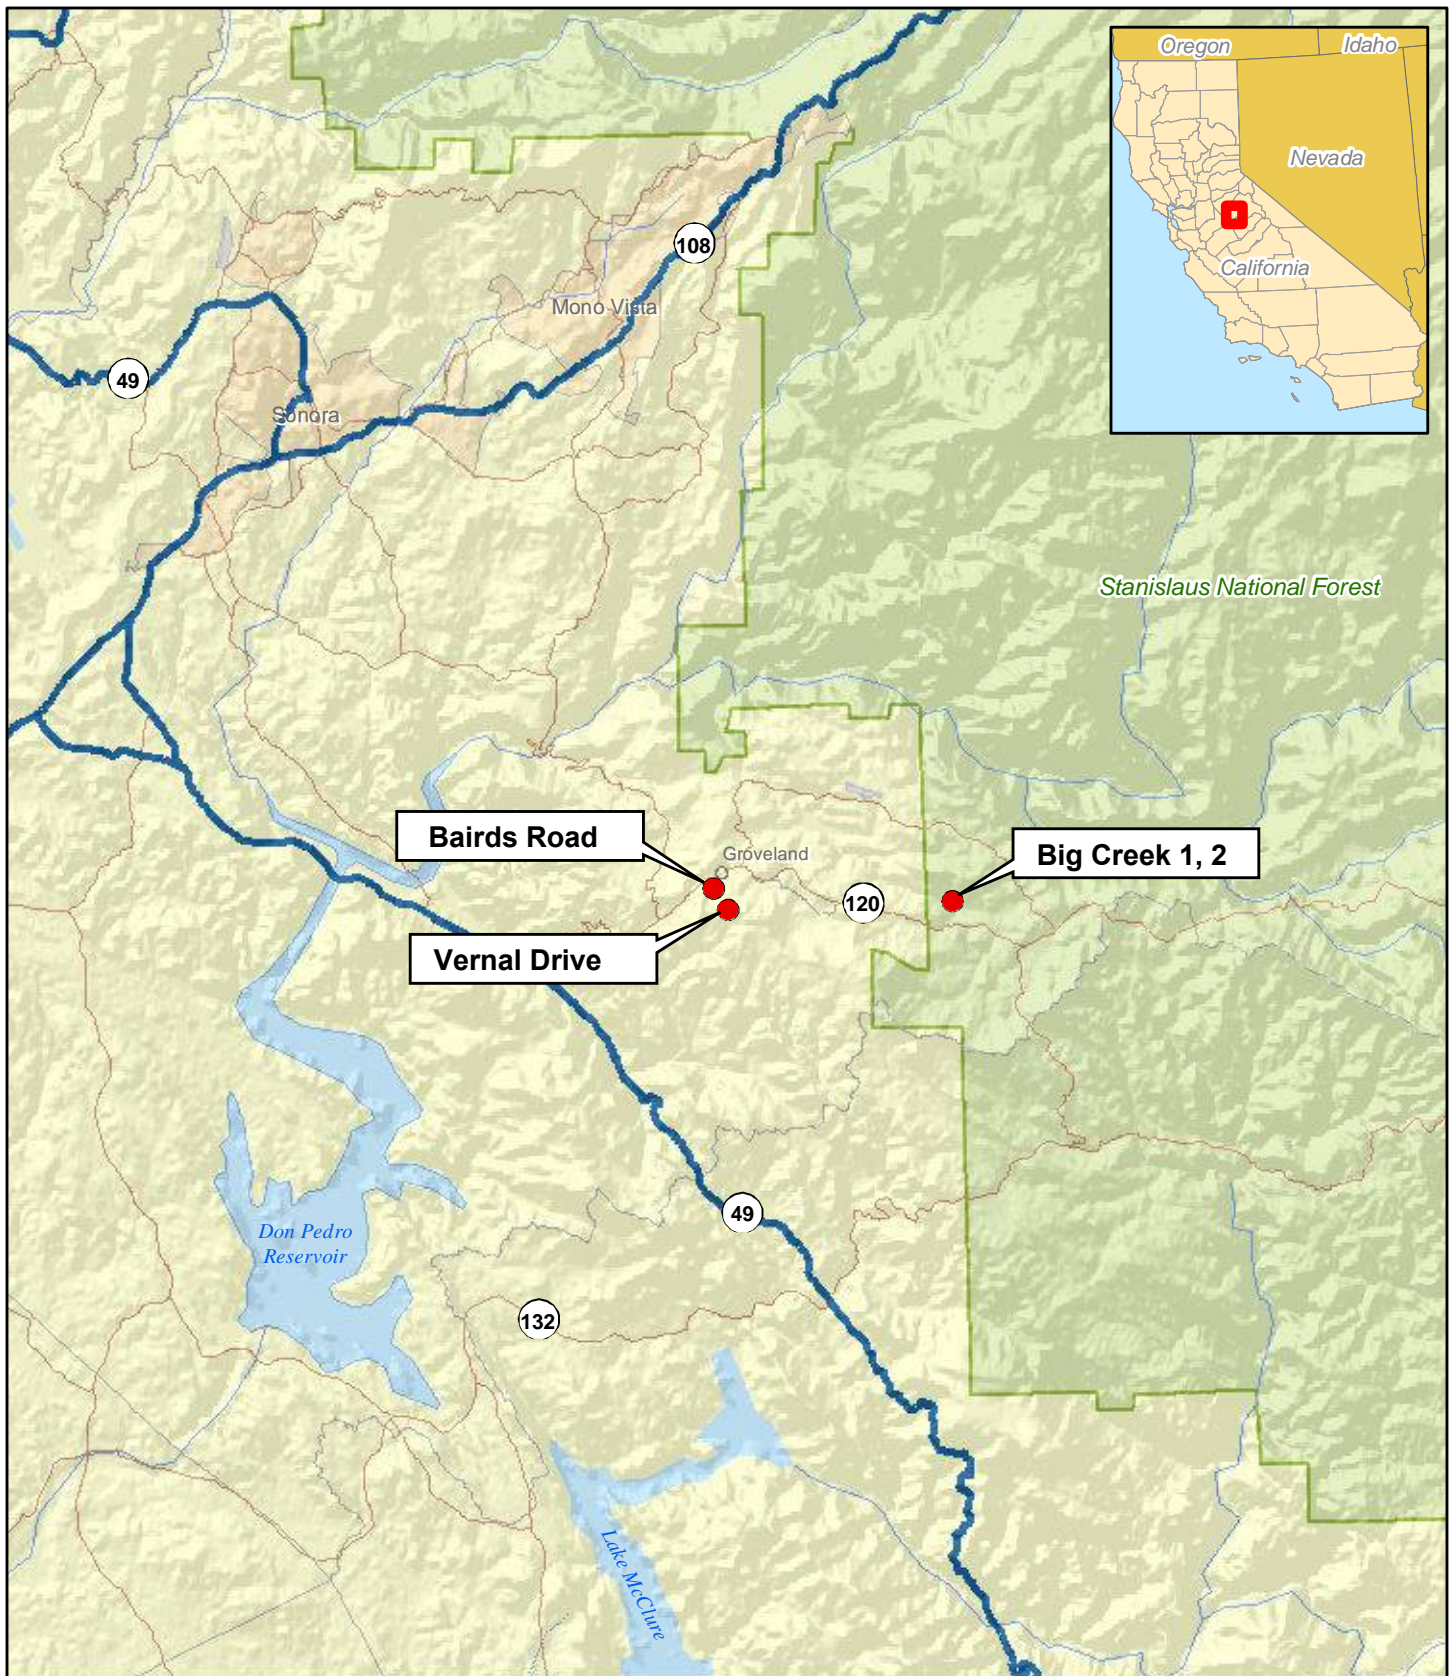 Oregon
Idaho
Nevada
California
108
Mono Vista
49
Sonora
Stanislaus National Forest
Bairds Road
Groveland
Big Creek 1, 2
120
Vernal Drive
49
Don Pedro
Reservoir
132
Lake McClure